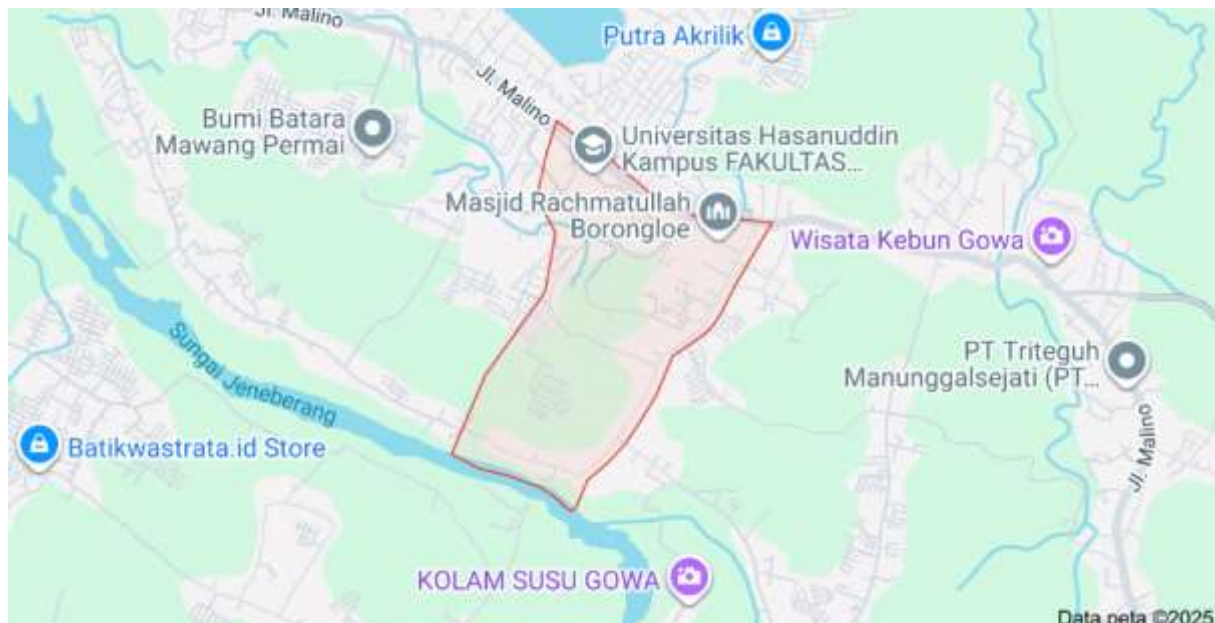 Jl. Malino
Putra Akrilik
Jl. Malino
Bumi Batara
Mawang Permai
Universitas Hasanuddin
Kampus FAKULTAS...
Masjid Rachmatullah
Borongloe
Wisata Kebun Gowa
Sungai Jeneberang
PT Triteguh
Manunggalsejati (PT...
Batikwastrata.id Store
Jl. Malino
KOLAM SUSU GOWA
Data peta ©2025